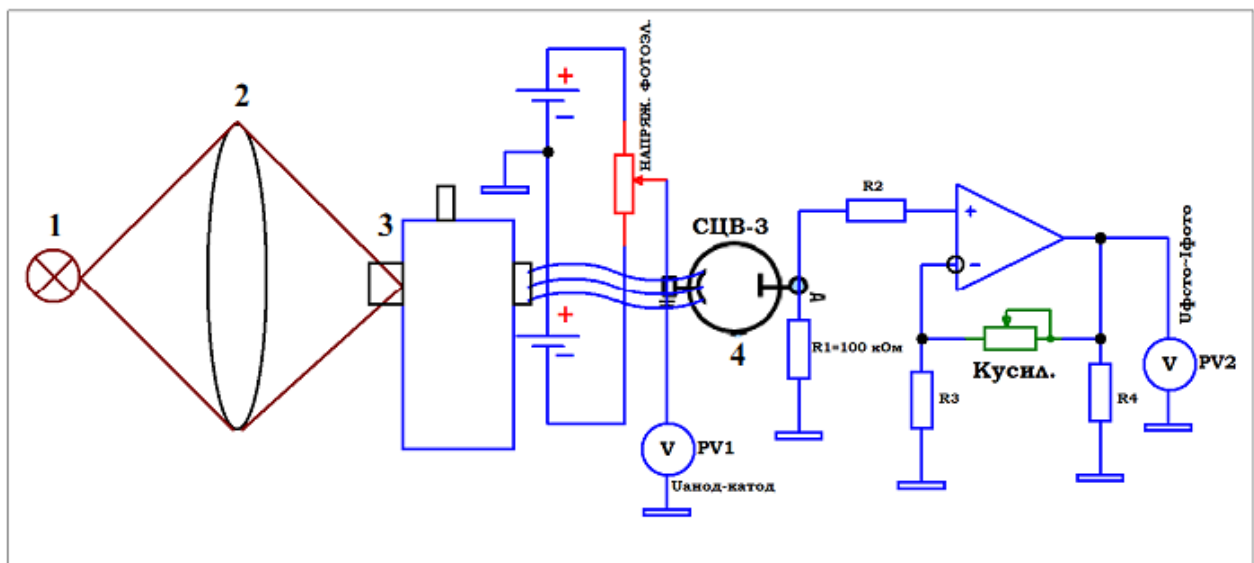 1
2
3
+
−
+
−
НАПРЯЖ. ФОТОЭЛ.
СЦВ-3
К
А
4
R1=100 кОм
R2
+
−
Кусил.
R3
R4
V
PV1
Uанод-катод
V
PV2
Uфото~Iфото